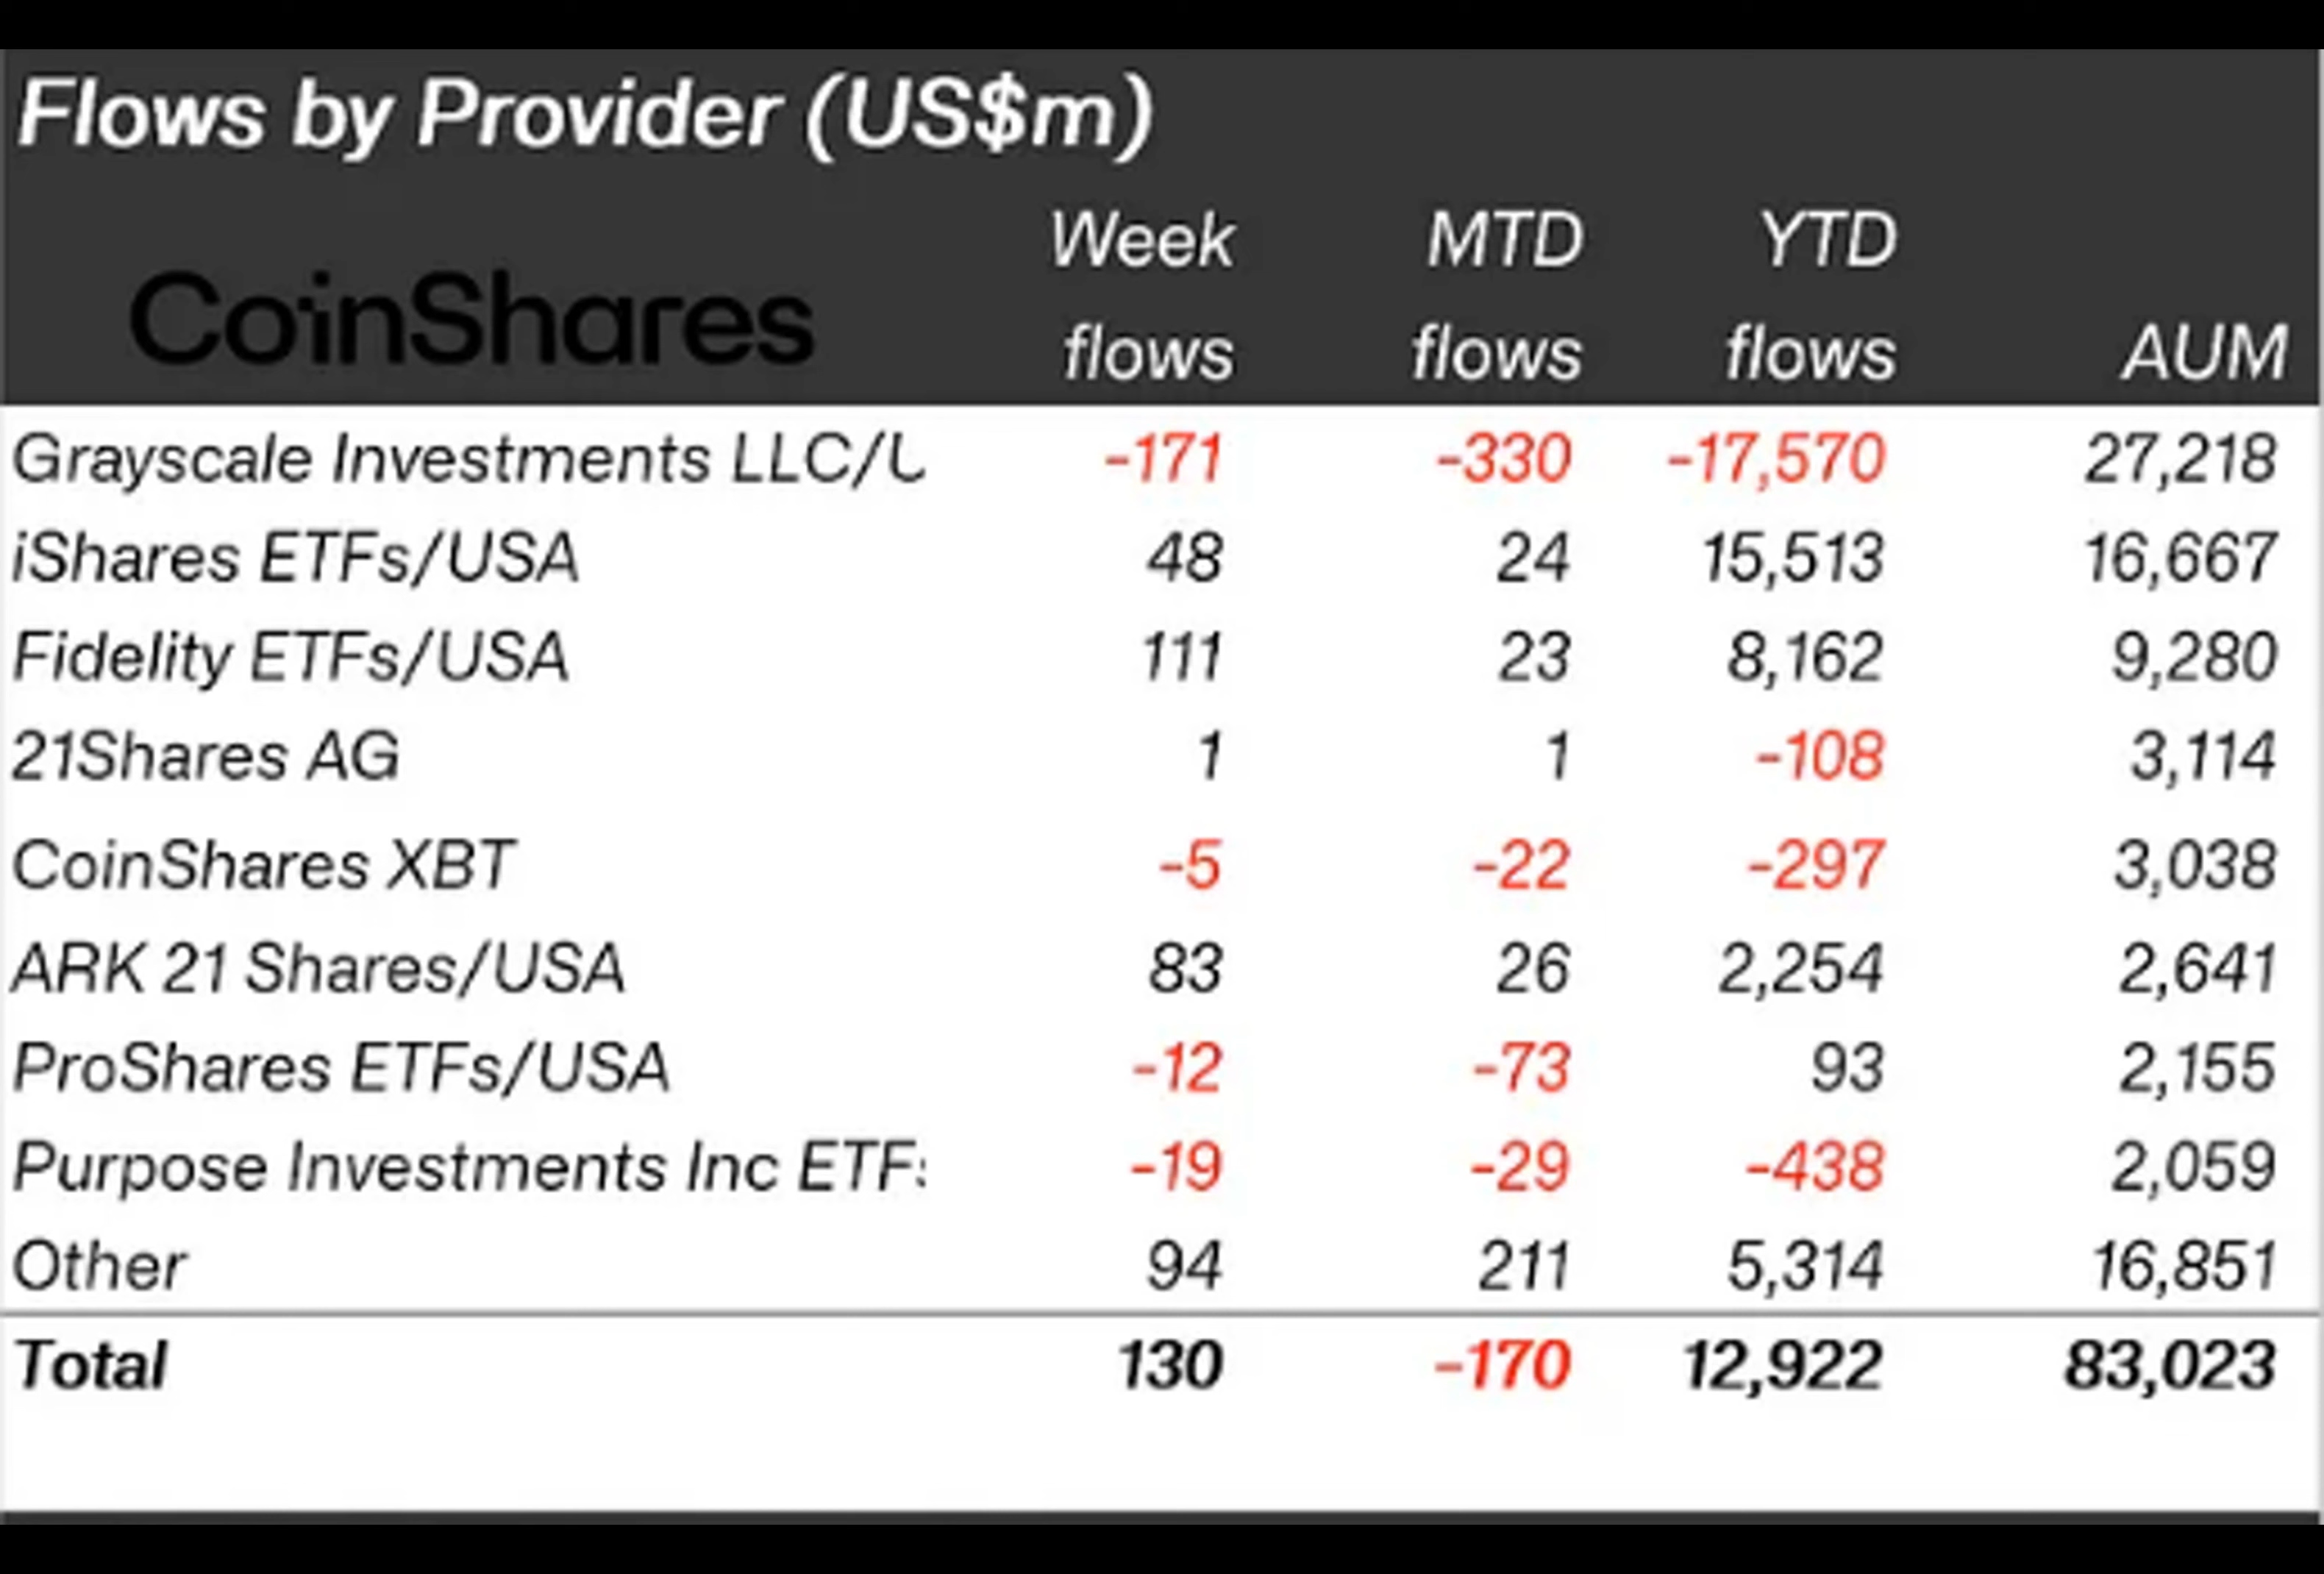 Flows by Provider (US$m)
Week MTD YTD
CoinShares flows flows flows AUM
Grayscale Investments LLC/U -171 -330 -17,570 27,218
iShares ETFs/USA 48 24 15,513 16,667
Fidelity ETFs/USA 111 23 8,162 9,280
21Shares AG 1 1 -108 3,114
CoinShares XBT -5 -22 -297 3,038
ARK 21 Shares/USA 83 26 2,254 2,641
ProShares ETFs/USA -12 -73 93 2,155
Purpose Investments Inc ETFs -19 -29 -438 2,059
Other 94 211 5,314 16,851
Total 130 -170 12,922 83,023